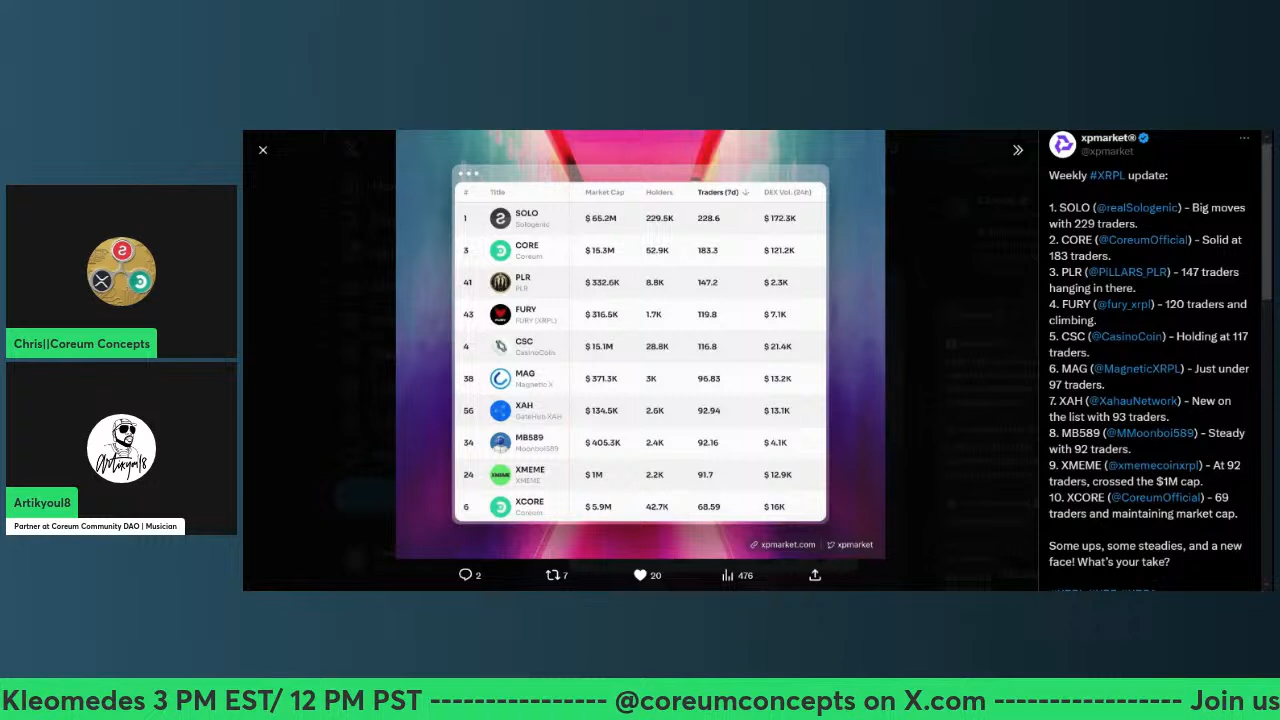 Chris||Coreum Concepts
Artikyoul8
Partner at Coreum Community DAO | Musician
# Title Market Cap Holders Traders (7d) DEX Vol. (24h)
1 SOLO $ 65.2M 229.5K 228.6 $ 172.3K
Sologenic
3 CORE $ 15.3M 52.9K 183.3 $ 121.2K
Coreum
41 PLR $ 332.6K 8.8K 147.2 $ 2.3K
PLR
43 FURY $ 316.5K 1.7K 119.8 $ 7.1K
FURY (XRPL)
4 CSC $ 15.1M 28.8K 116.8 $ 21.4K
CasinoCoin
38 MAG $ 371.3K 3K 96.83 $ 13.2K
Magnetic X
56 XAH $ 134.5K 2.6K 92.94 $ 13.1K
GateHub XAH
34 MB589 $ 405.3K 2.4K 92.16 $ 4.1K
Moonboi589
24 XMEME $ 1M 2.2K 91.7 $ 12.9K
XMEME
6 XCORE $ 5.9M 42.7K 68.59 $ 16K
Coreum
xpmarket.com xpmarket
2 7 20 476
xpmarket®
@xpmarket
Weekly #XRPL update:
1. SOLO (@realSologenic) - Big moves
with 229 traders.
2. CORE (@CoreumOfficial) - Solid at
183 traders.
3. PLR (@PILLARS_PLR) - 147 traders
hanging in there.
4. FURY (@fury_xrpl) - 120 traders and
climbing.
5. CSC (@CasinoCoin) - Holding at 117
traders.
6. MAG (@MagneticXRPL) - Just under
97 traders.
7. XAH (@XahauNetwork) - New on
the list with 93 traders.
8. MB589 (@MMoonboi589) - Steady
with 92 traders.
9. XMEME (@xmemecoinxrpl) - At 92
traders, crossed the $1M cap.
10. XCORE (@CoreumOfficial) - 69
traders and maintaining market cap.
Some ups, some steadies, and a new
face! What's your take?
Kleomedes 3 PM EST/ 12 PM PST ---------------- @coreumconcepts on X.com ----------------- Join us